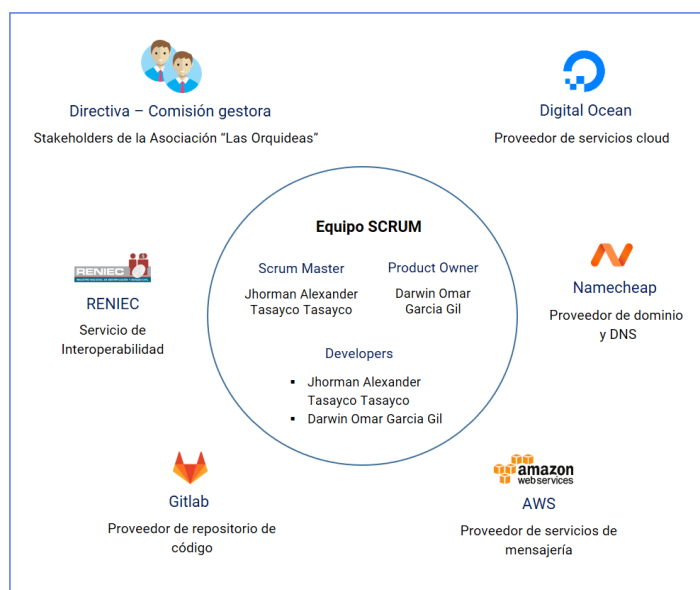 Directiva – Comisión gestora
Stakeholders de la Asociación “Las Orquideas”
Digital Ocean
Proveedor de servicios cloud
Equipo SCRUM
Scrum Master
Jhorman Alexander
Tasayco Tasayco
Product Owner
Darwin Omar
Garcia Gil
Developers
▪ Jhorman Alexander
Tasayco Tasayco
▪ Darwin Omar Garcia Gil
RENIEC
RENIEC
Servicio de
Interoperabilidad
Namecheap
Proveedor de dominio
y DNS
Gitlab
Proveedor de repositorio de
código
amazon
webservices
AWS
Proveedor de servicios de
mensajería